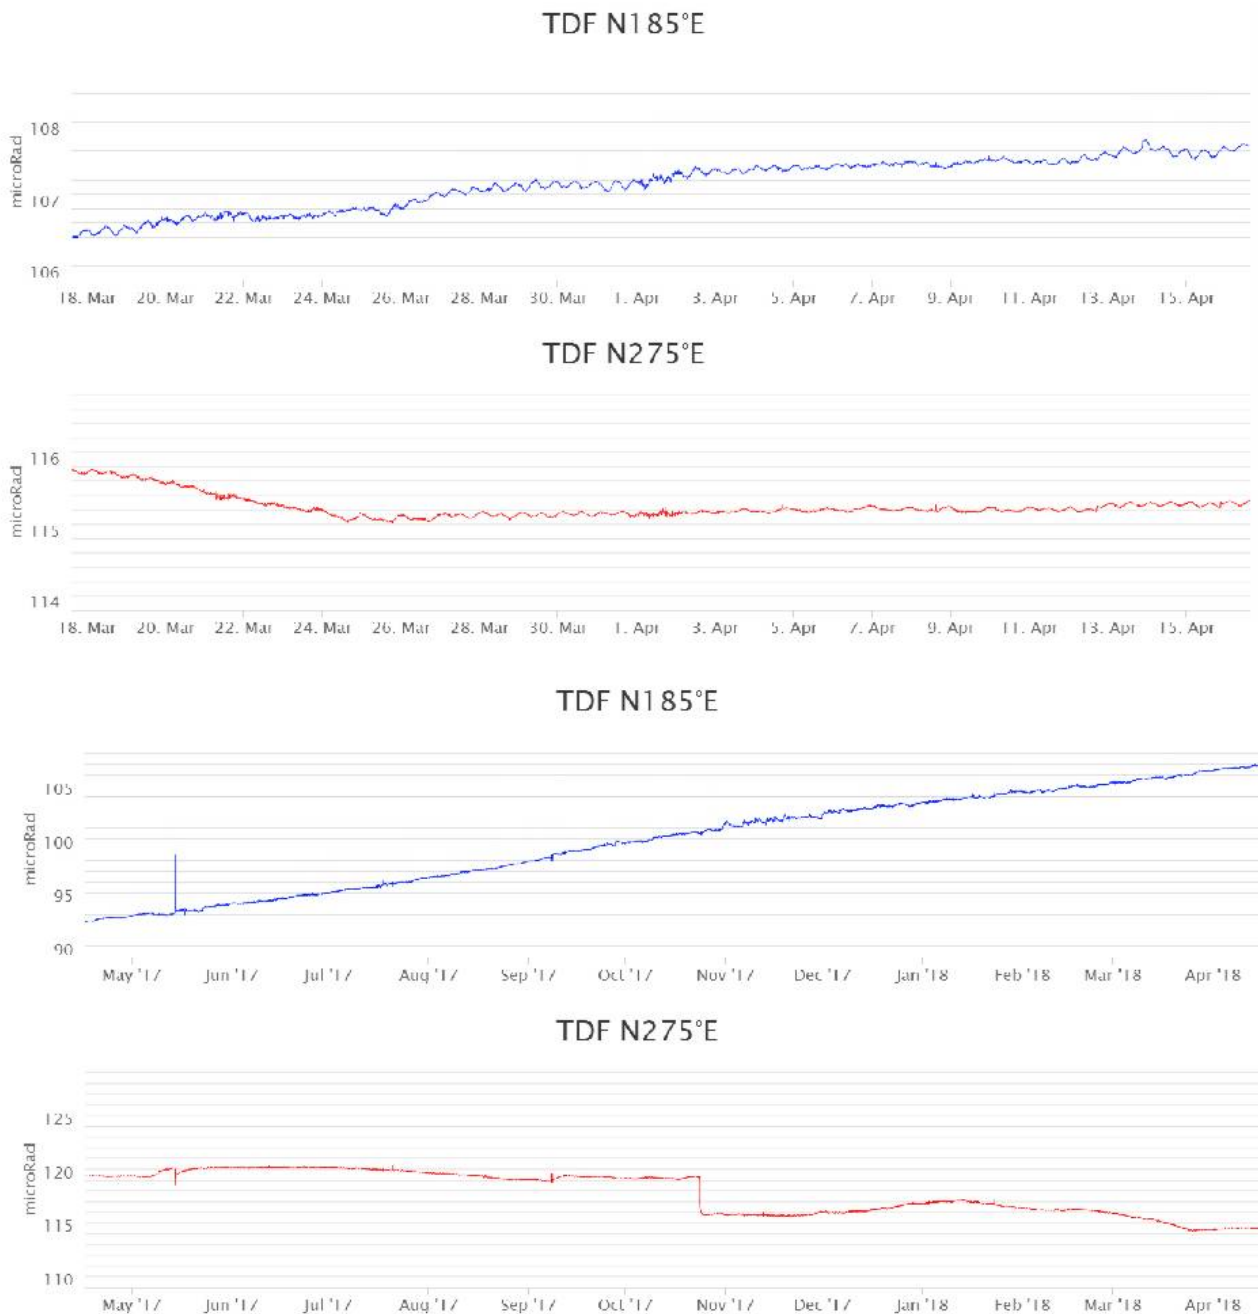 TDF N185°E
108
107
106
microRad
18. Mar 20. Mar 22. Mar 24. Mar 26. Mar 28. Mar 30. Mar 1. Apr 3. Apr 5. Apr 7. Apr 9. Apr 11. Apr 13. Apr 15. Apr
TDF N275°E
116
115
114
microRad
18. Mar 20. Mar 22. Mar 24. Mar 26. Mar 28. Mar 30. Mar 1. Apr 3. Apr 5. Apr 7. Apr 9. Apr 11. Apr 13. Apr 15. Apr
TDF N185°E
105
100
95
90
microRad
May '17 Jun '17 Jul '17 Aug '17 Sep '17 Oct '17 Nov '17 Dec '17 Jan '18 Feb '18 Mar '18 Apr '18
TDF N275°E
125
120
115
110
microRad
May '17 Jun '17 Jul '17 Aug '17 Sep '17 Oct '17 Nov '17 Dec '17 Jan '18 Feb '18 Mar '18 Apr '18